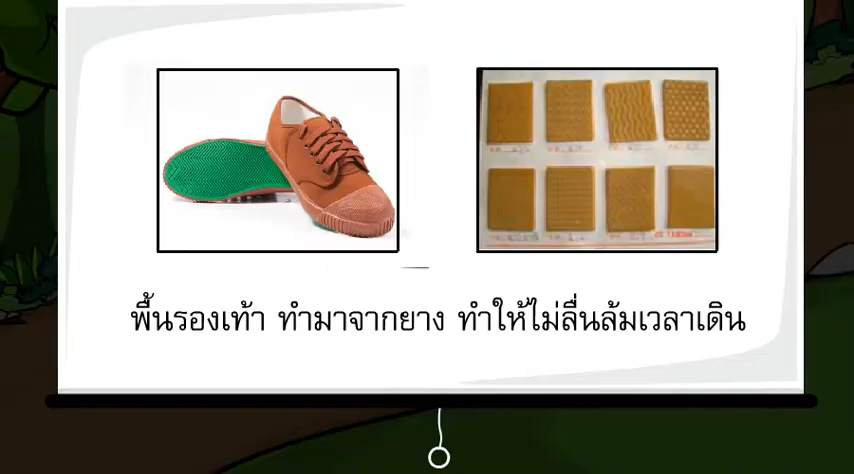 พื้นรองเท้า ทำมาจากยาง ทำให้ไม่ลื่นล้มเวลาเดิน